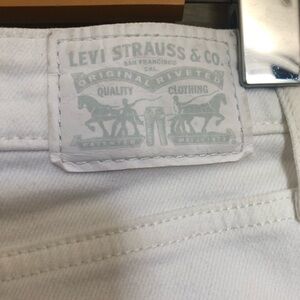 LEVI STRAUSS & CO.
SAN FRANCISCO
CAL
ORIGINAL RIVETED
QUALITY CLOTHING